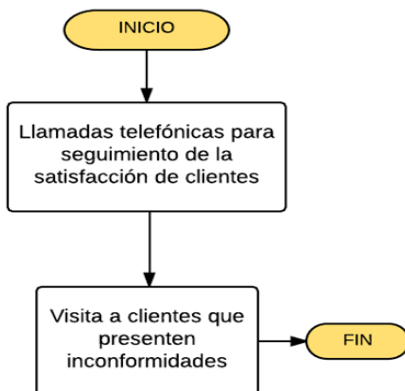 INICIO
Llamadas telefónicas para
seguimiento de la
satisfacción de clientes
Visita a clientes que
presenten
inconformidades
FIN